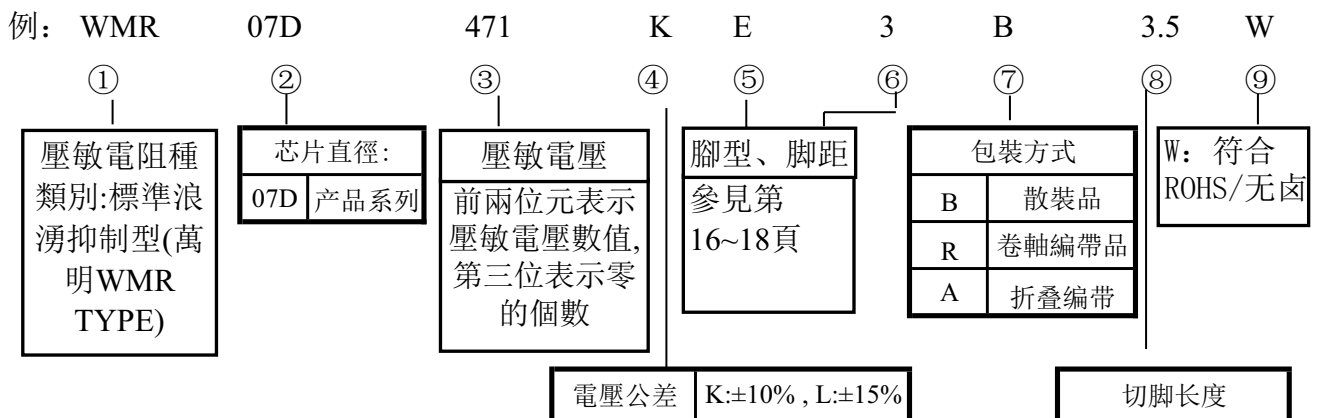 例：WMR 07D 471 K E 3 B 3.5 W
① ② ③ ④ ⑤ ⑥ ⑦ ⑧ ⑨
壓敏電阻種
類別:標準浪
湧抑制型(萬
明WMR
TYPE)
芯片直徑:
07D 产品系列
壓敏電壓
前兩位元表示
壓敏電壓數值,
第三位表示零
的個數
腳型、脚距
參見第
16~18頁
包裝方式
B 散裝品
R 卷軸編帶品
A 折叠编带
W：符合
ROHS/无卤
電壓公差 K:±10% , L:±15%
切脚长度